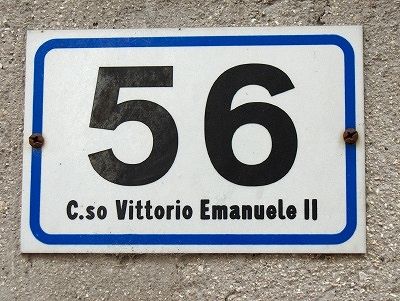 56
C.so Vittorio Emanuele II